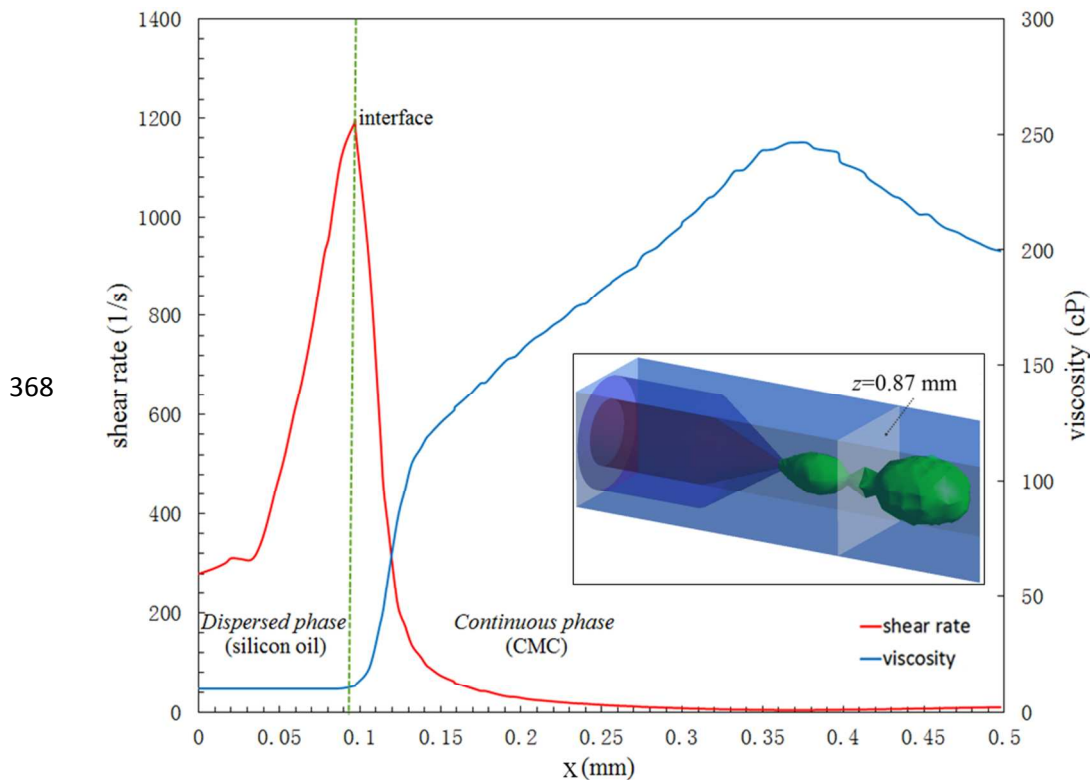 1400
1200
1000
800
600
400
200
0
shear rate (1/s)
368
300
250
200
150
100
50
0
viscosity (cP)
interface
z=0.87 mm
Dispersed phase
(silicon oil)
Continuous phase
(CMC)
shear rate
viscosity
0 0.05 0.1 0.15 0.2 0.25 0.3 0.35 0.4 0.45 0.5
X (mm)